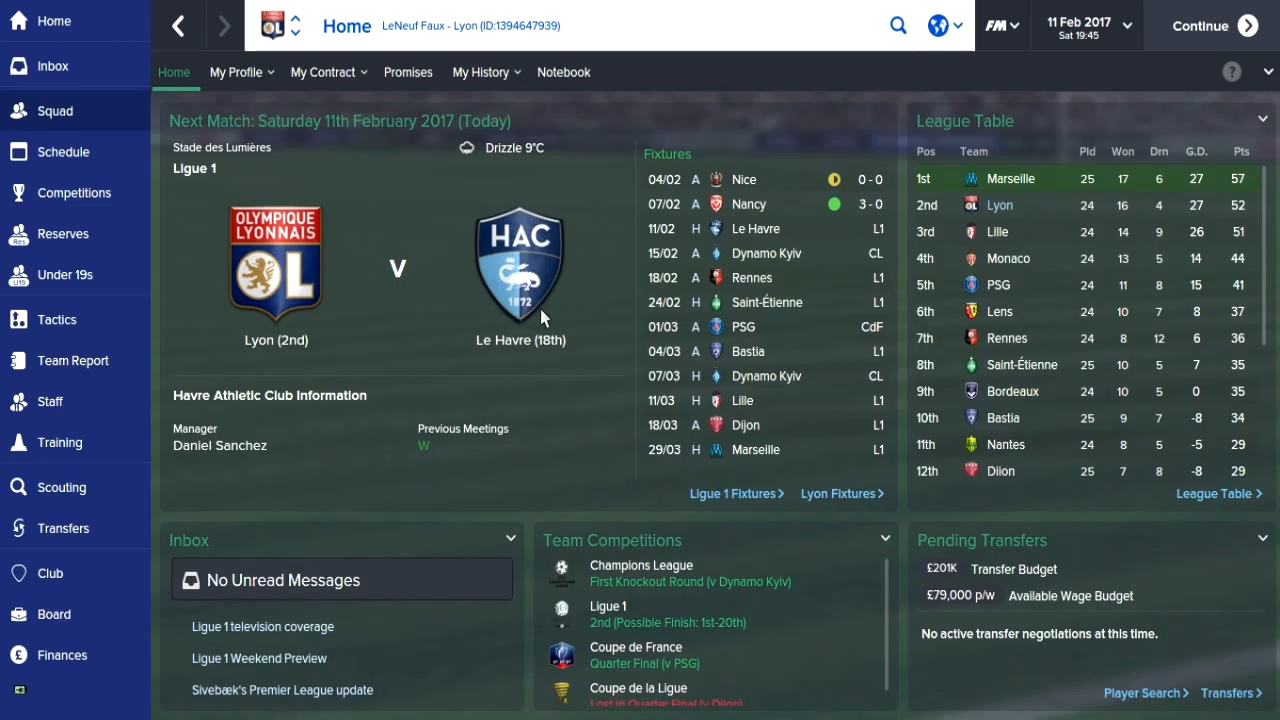 Home
Inbox
Squad
Schedule
Competitions
Res
Reserves
U19
Under 19s
Tactics
Team Report
Staff
Training
Scouting
Transfers
Club
Board
£ Finances
Home LeNeuf Faux - Lyon (ID:1394647939)
FM
11 Feb 2017
Sat 19:45
Continue
Home My Profile My Contract Promises My History Notebook ?
Next Match: Saturday 11th February 2017 (Today)
Stade des Lumières Drizzle 9°C
Ligue 1
OLYMPIQUE
LYONNAIS
OL
V
HAC
1872
Lyon (2nd) Le Havre (18th)
Havre Athletic Club Information
Manager Previous Meetings
Daniel Sanchez W
Fixtures
04/02 A Nice 0 - 0
07/02 A Nancy 3 - 0
11/02 H Le Havre L1
15/02 A Dynamo Kyiv CL
18/02 A Rennes L1
24/02 H Saint-Étienne L1
01/03 A PSG CdF
04/03 A Bastia L1
07/03 H Dynamo Kyiv CL
11/03 H Lille L1
18/03 A Dijon L1
29/03 H Marseille L1
Ligue 1 Fixtures> Lyon Fixtures>
League Table
Pos Team Pld Won Drn G.D. Pts
1st Marseille 25 17 6 27 57
2nd Lyon 24 16 4 27 52
3rd Lille 24 14 9 26 51
4th Monaco 24 13 5 14 44
5th PSG 24 11 8 15 41
6th Lens 24 10 7 8 37
7th Rennes 24 8 12 6 36
8th Saint-Étienne 25 10 5 7 35
9th Bordeaux 24 10 5 0 35
10th Bastia 25 9 7 -8 34
11th Nantes 24 8 5 -5 29
12th Dijon 25 7 8 -8 29
League Table >
Inbox
No Unread Messages
Ligue 1 television coverage
Ligue 1 Weekend Preview
Sivebæk's Premier League update
Team Competitions
Champions League
First Knockout Round (v Dynamo Kyiv)
Ligue 1
2nd (Possible Finish: 1st-20th)
Coupe de France
Quarter Final (v PSG)
Coupe de la Ligue
Lost in Quarter Final (v Dijon)
Pending Transfers
£201K Transfer Budget
£79,000 p/w Available Wage Budget
No active transfer negotiations at this time.
Player Search> Transfers>